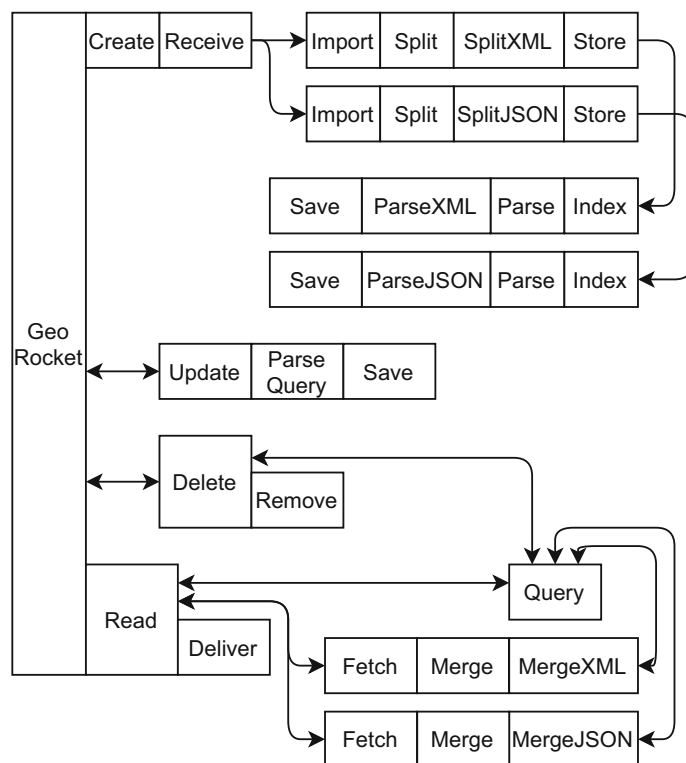 Create Receive Import Split SplitXML Store
Import Split SplitJSON Store
Save ParseXML Parse Index
Save ParseJSON Parse Index
Geo
Rocket
Update Parse
Query Save
Delete
Remove
Query
Read
Deliver
Fetch Merge MergeXML
Fetch Merge MergeJSON